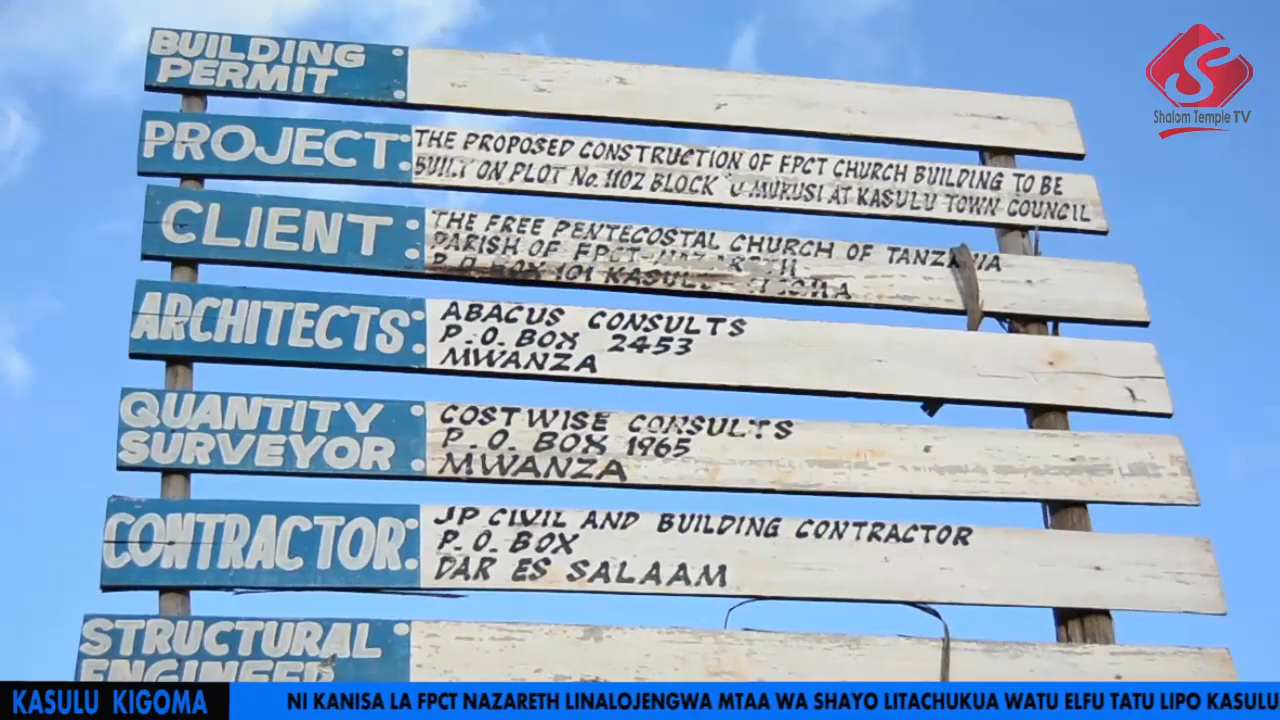 BUILDING
PERMIT :
PROJECT: THE PROPOSED CONSTRUCTION OF FPCT CHURCH BUILDING TO BE
BUILT ON PLOT No. 1102 BLOCK "U" MUKUSI AT KASULU TOWN COUNCIL
CLIENT : THE FREE PENTECOSTAL CHURCH OF TANZANIA
PARISH OF FPCT-NAZARETH
P.O. BOX 101 KASULU KIGOMA
ARCHITECTS: ABACUS CONSULTS
P.O. BOX 2453
MWANZA
QUANTITY
SURVEYOR : COSTWISE CONSULTS
P.O. BOX 1965
MWANZA
CONTRACTOR: JP CIVIL AND BUILDING CONTRACTOR
P.O. BOX
DAR ES SALAAM
STRUCTURAL
ENGINEER
S
Shalom Temple TV
KASULU KIGOMA
NI KANISA LA FPCT NAZARETH LINALOJENGWA MTAA WA SHAYO LITACHUKUA WATU ELFU TATU LIPO KASULU